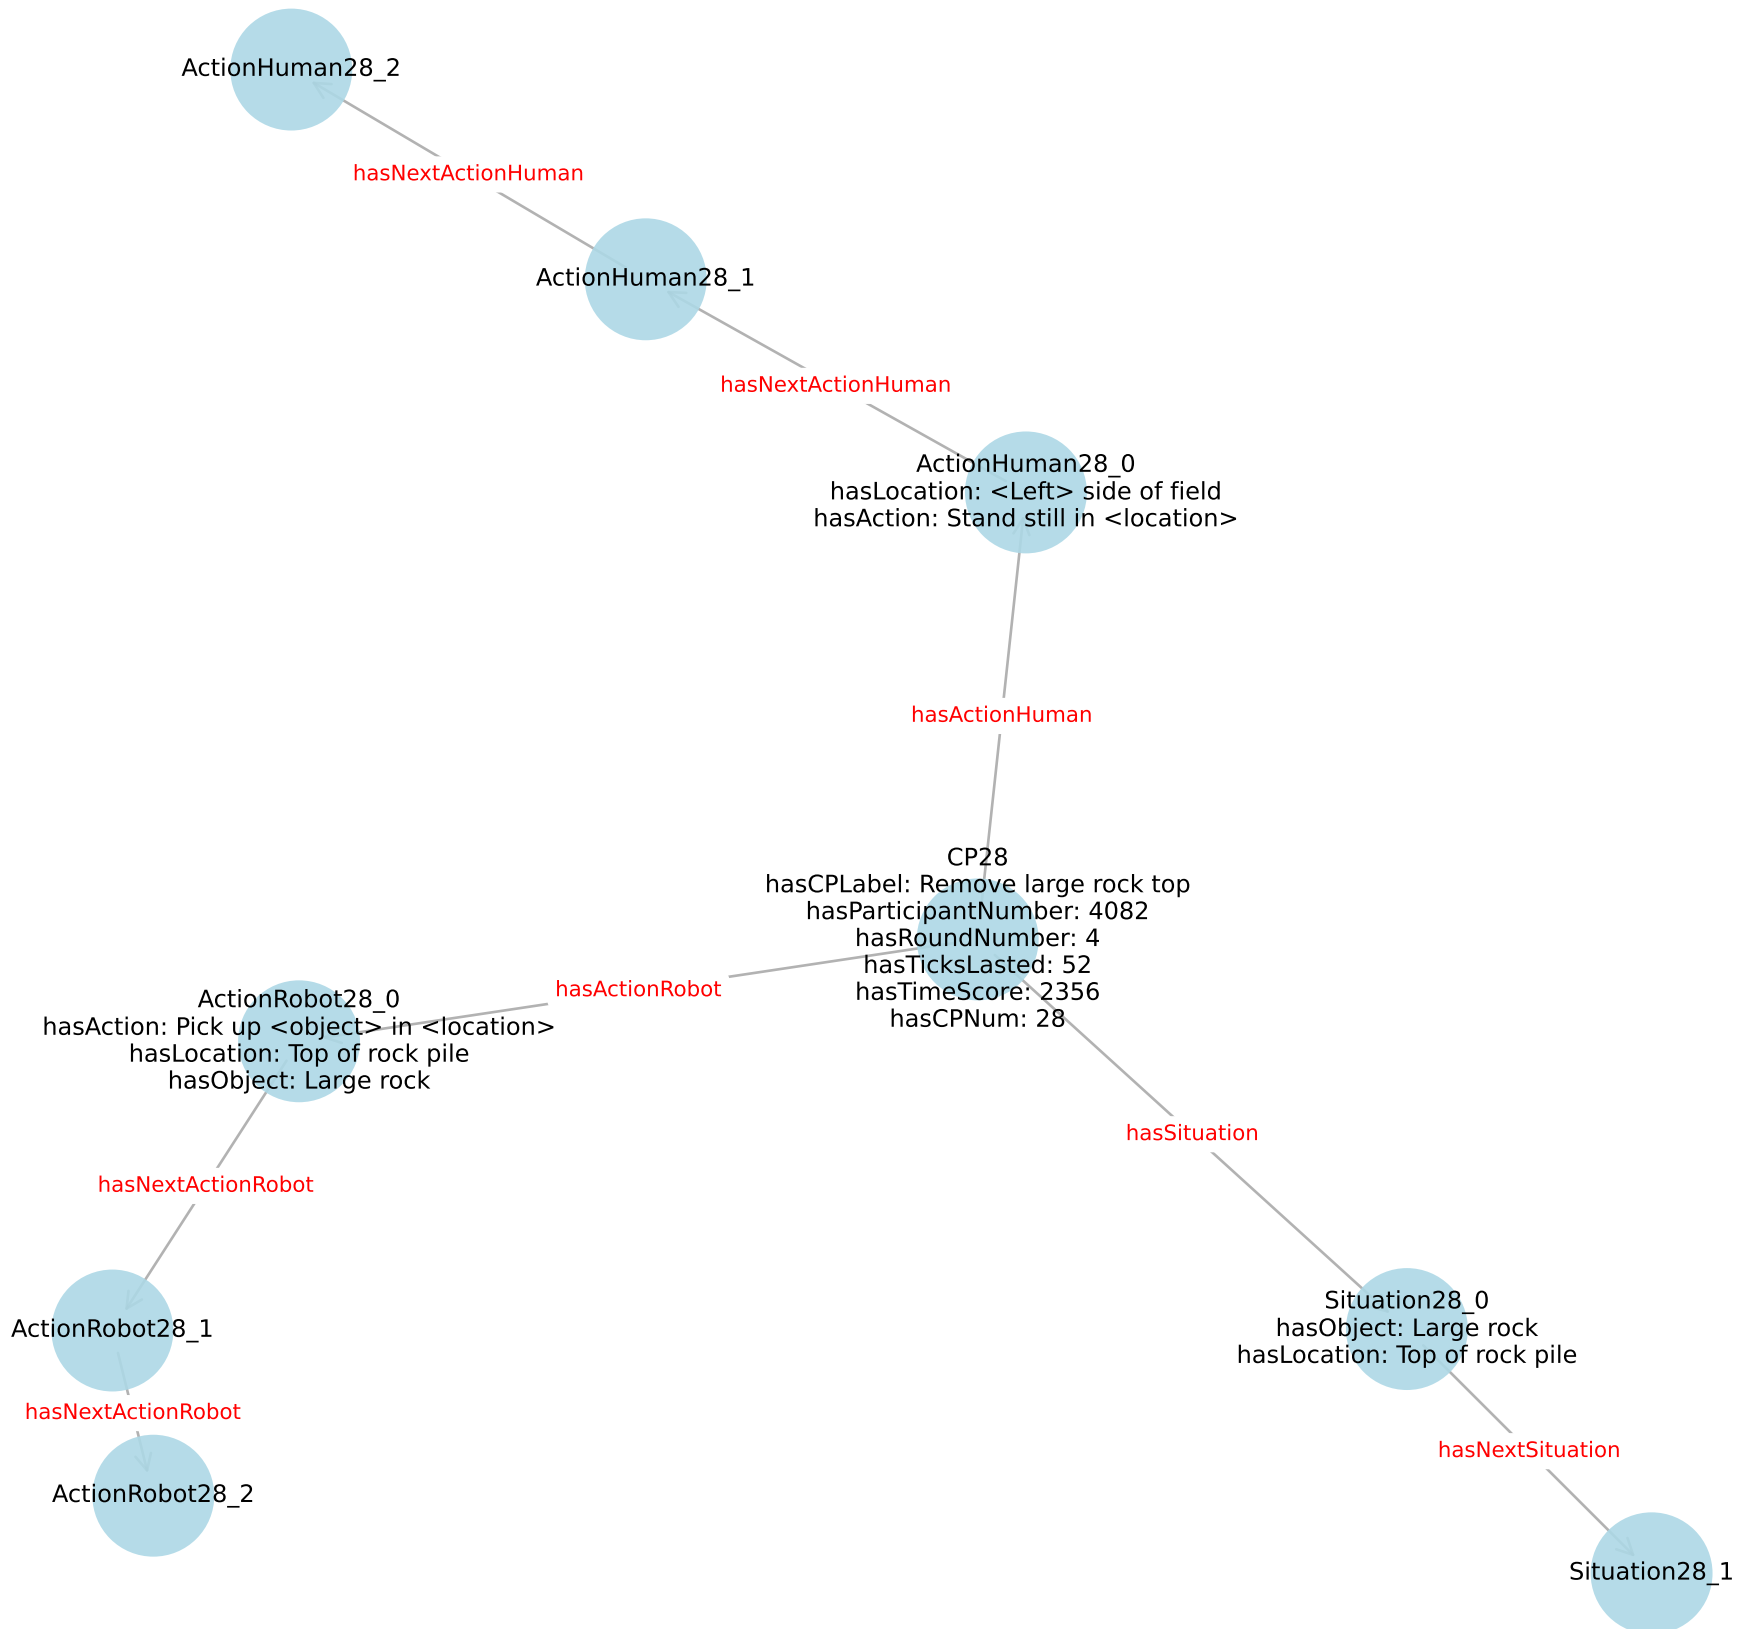 ActionHuman28_2
hasNextActionHuman
ActionHuman28_1
hasNextActionHuman
ActionHuman28_0
hasLocation: <Left> side of field
hasAction: Stand still in <location>
hasActionHuman
CP28
hasCPLabel: Remove large rock top
hasParticipantNumber: 4082
hasRoundNumber: 4
hasTicksLasted: 52
hasTimeScore: 2356
hasCPNum: 28
hasActionRobot
ActionRobot28_0
hasAction: Pick up <object> in <location>
hasLocation: Top of rock pile
hasObject: Large rock
hasSituation
hasNextActionRobot
Situation28_0
hasObject: Large rock
hasLocation: Top of rock pile
ActionRobot28_1
hasNextActionRobot
hasNextSituation
ActionRobot28_2
Situation28_1